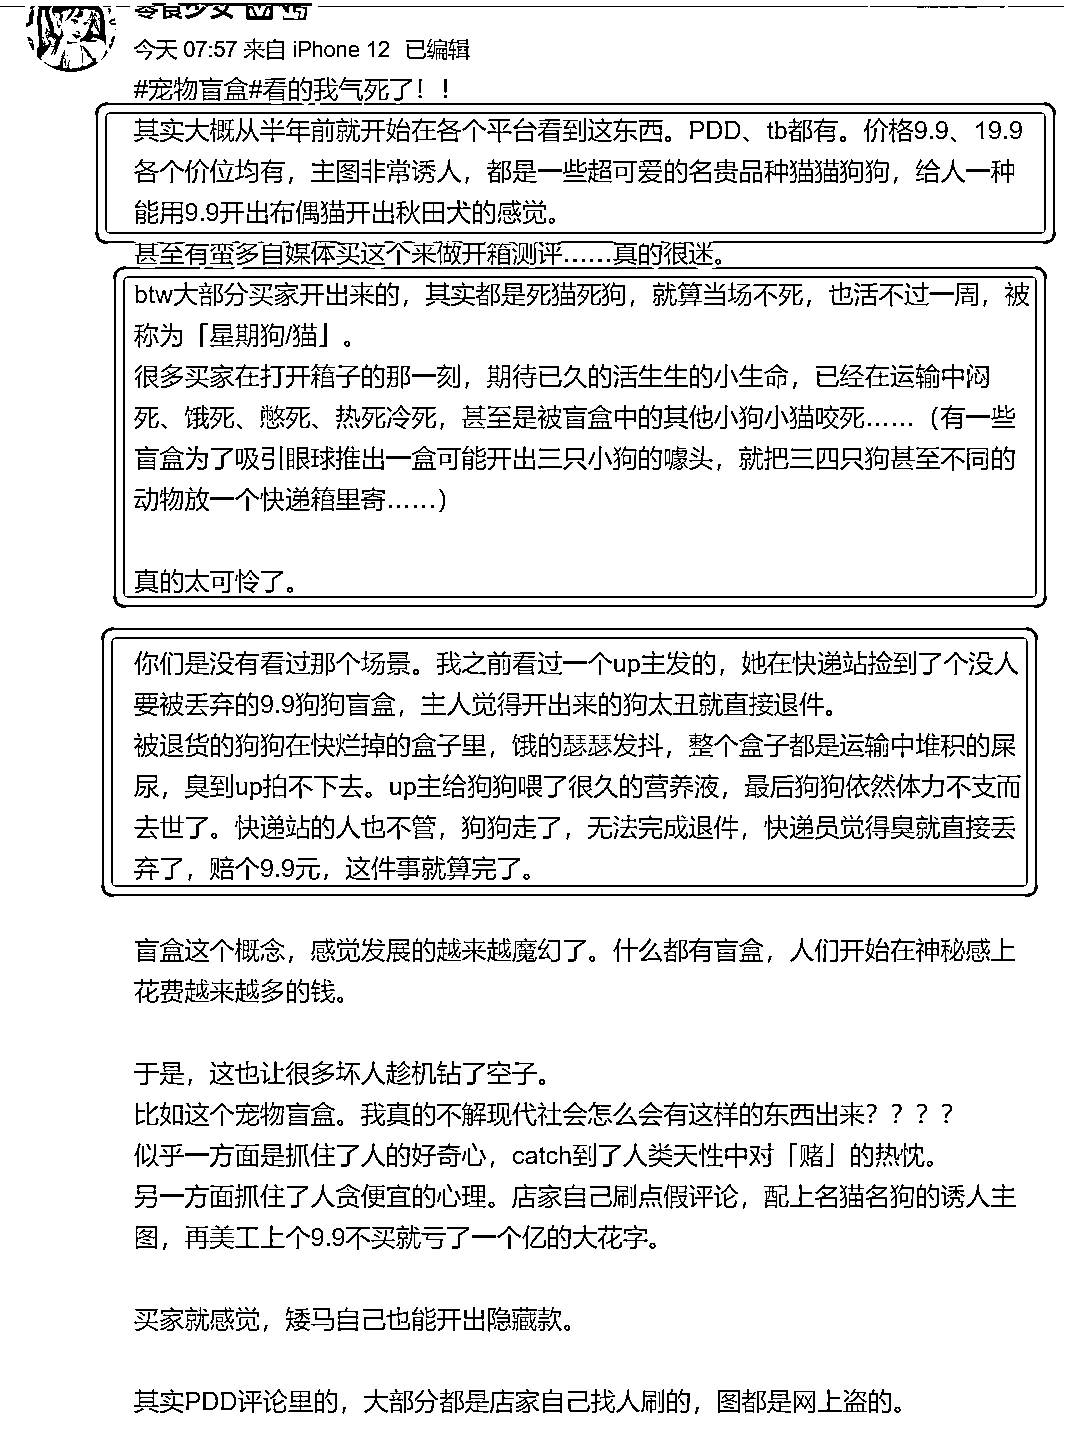 零食少女
今天 07:57 来自 iPhone 12 已编辑
#宠物盲盒#看的我气死了！！
其实大概从半年前就开始在各个平台看到这东西。PDD、tb都有。价格9.9、19.9
各个价位均有，主图非常诱人，都是一些超可爱的名贵品种猫猫狗狗，给人一种
能用9.9开出布偶猫开出秋田犬的感觉。
甚至有蛮多自媒体买这个来做开箱测评……真的很迷。
btw大部分买家开出来的，其实都是死猫死狗，就算当场不死，也活不过一周，被
称为「星期狗/猫」。
很多买家在打开箱子的那一刻，期待已久的活生生的小生命，已经在运输中闷
死、饿死、憋死、热死冷死，甚至是被盲盒中的其他小狗小猫咬死……（有一些
盲盒为了吸引眼球推出一盒可能开出三只小狗的噱头，就把三四只狗甚至不同的
动物放一个快递箱里寄……）
真的太可怜了。
你们是没有看过那个场景。我之前看过一个up主发的，她在快递站捡到了个没人
要被丢弃的9.9狗狗盲盒，主人觉得开出来的狗太丑就直接退件。
被退货的狗狗在快烂掉的盒子里，饿的瑟瑟发抖，整个盒子都是运输中堆积的屎
尿，臭到up拍不下去。up主给狗狗喂了很久的营养液，最后狗狗依然体力不支而
去世了。快递站的人也不管，狗狗走了，无法完成退件，快递员觉得臭就直接丢
弃了，赔个9.9元，这件事就算完了。
盲盒这个概念，感觉发展的越来越魔幻了。什么都有盲盒，人们开始在神秘感上
花费越来越多的钱。
于是，这也让很多坏人趁机钻了空子。
比如这个宠物盲盒。我真的不解现代社会怎么会有这样的东西出来？？？？
似乎一方面是抓住了人的好奇心，catch到了人类天性中对「赌」的热忱。
另一方面抓住了人贪便宜的心理。店家自己刷点假评论，配上名猫名狗的诱人主
图，再美工上个9.9不买就亏了一个亿的大花字。
买家就感觉，矮马自己也能开出隐藏款。
其实PDD评论里的，大部分都是店家自己找人刷的，图都是网上盗的。